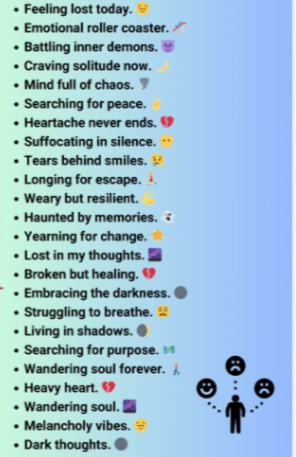 • Feeling lost today. 😔
• Emotional roller coaster. 🎢
• Battling inner demons. 😈
• Craving solitude now. 🌙
• Mind full of chaos. 🌪
• Searching for peace. ✌
• Heartache never ends. 💔
• Suffocating in silence. 😶
• Tears behind smiles. 😢
• Longing for escape. 🏃
• Weary but resilient. 💪
• Haunted by memories. 👻
• Yearning for change. 🌟
• Lost in my thoughts. 🌌
• Broken but healing. 💔
• Embracing the darkness. 🌑
• Struggling to breathe. 😫
• Living in shadows. 🌒
• Searching for purpose. 🗺
• Wandering soul forever. 🚶
• Heavy heart. 💔
• Wandering soul. 🌌
• Melancholy vibes. 😔
• Dark thoughts. 🌑